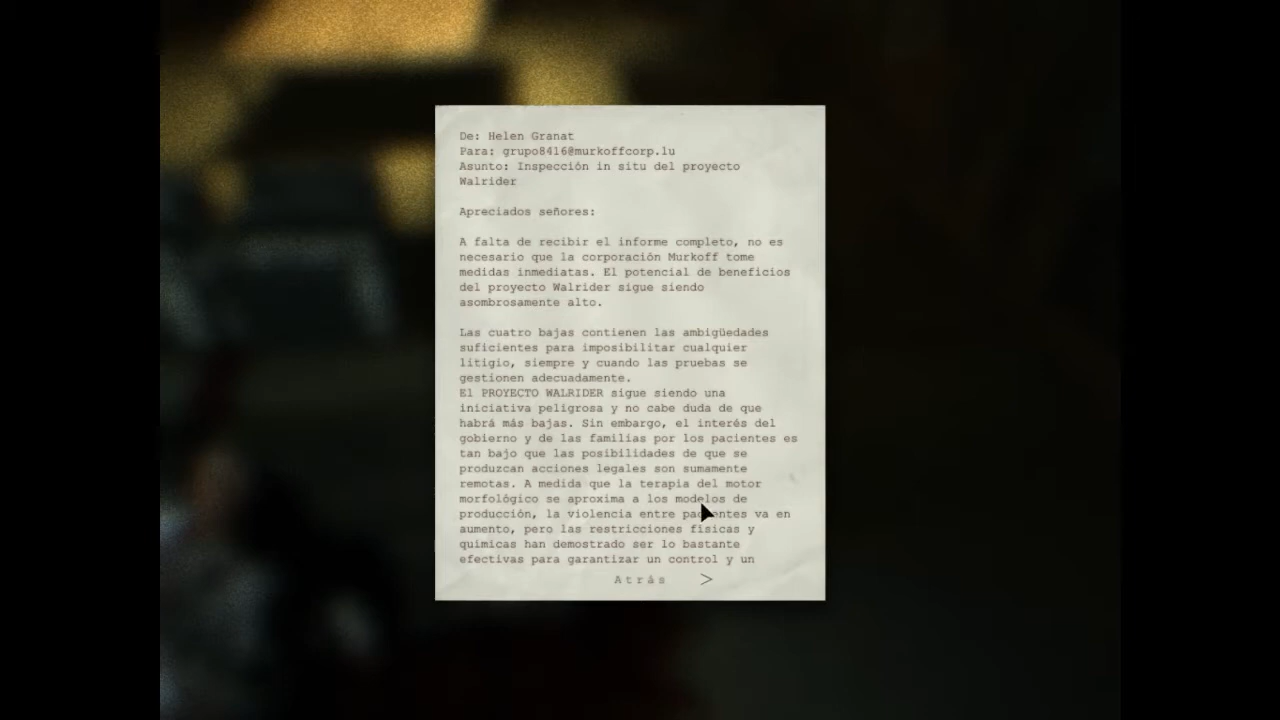 De: Helen Granat
Para: grupo8416@murkoffcorp.lu
Asunto: Inspección in situ del proyecto
Walrider
Apreciados señores:
A falta de recibir el informe completo, no es
necesario que la corporación Murkoff tome
medidas inmediatas. El potencial de beneficios
del proyecto Walrider sigue siendo
asombrosamente alto.
Las cuatro bajas contienen las ambigüedades
suficientes para imposibilitar cualquier
litigio, siempre y cuando las pruebas se
gestionen adecuadamente.
El PROYECTO WALRIDER sigue siendo una
iniciativa peligrosa y no cabe duda de que
habrá más bajas. Sin embargo, el interés del
gobierno y de las familias por los pacientes es
tan bajo que las posibilidades de que se
produzcan acciones legales son sumamente
remotas. A medida que la terapia del motor
morfológico se aproxima a los modelos de
producción, la violencia entre pacientes va en
aumento, pero las restricciones físicas y
químicas han demostrado ser lo bastante
efectivas para garantizar un control y un
Atrás >